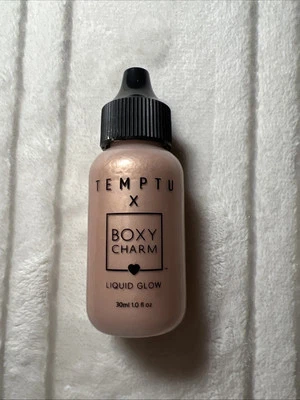 TEMPTU
X
BOXY
CHARM
LIQUID GLOW
30ml 1.0 fl oz